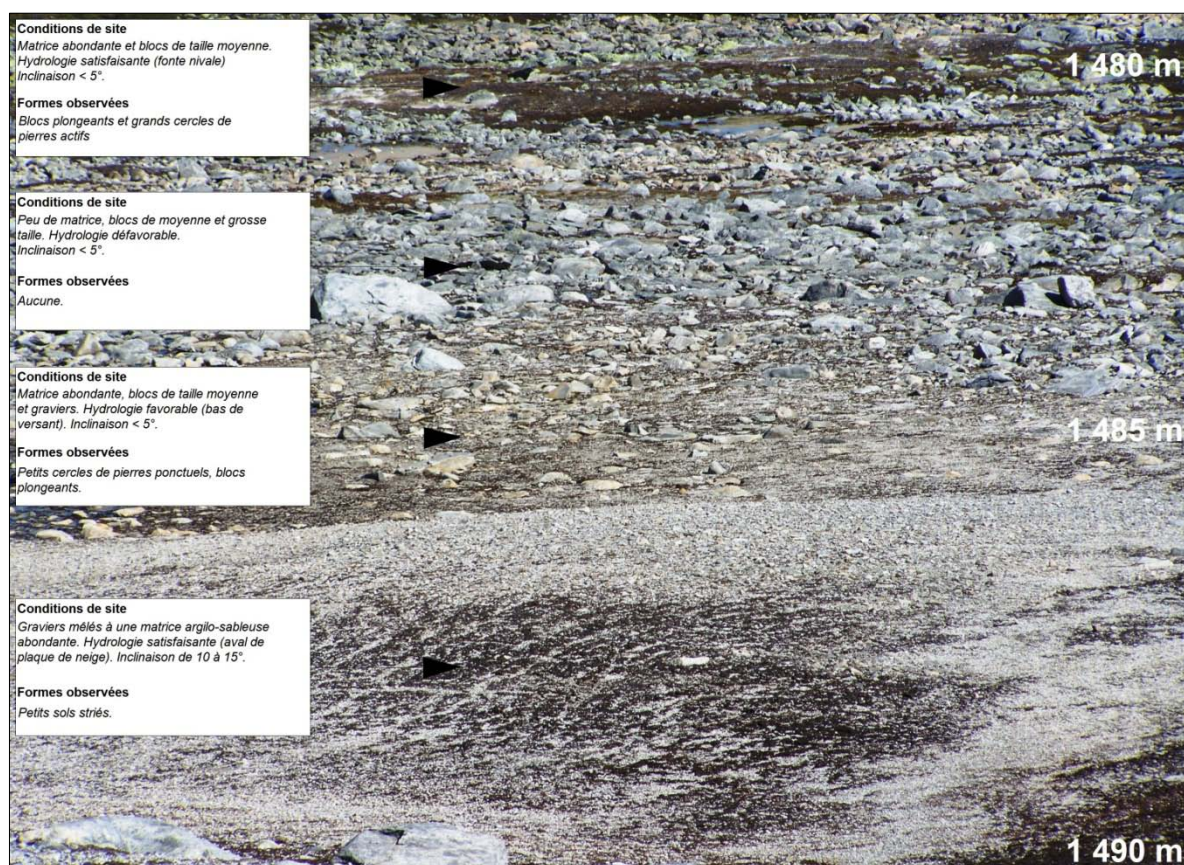 Conditions de site
Matrice abondante et blocs de taille moyenne.
Hydrologie satisfaisante (fonte nivale)
Inclinaison < 5°.
Formes observées
Blocs plongeants et grands cercles de
pierres actifs
1 480 m
Conditions de site
Peu de matrice, blocs de moyenne et grosse
taille. Hydrologie défavorable.
Inclinaison < 5°.
Formes observées
Aucune.
Conditions de site
Matrice abondante, blocs de taille moyenne
et graviers. Hydrologie favorable (bas de
versant). Inclinaison < 5°.
Formes observées
Petits cercles de pierres ponctuels, blocs
plongeants.
1 485 m
Conditions de site
Graviers mêlés à une matrice argilo-sableuse
abondante. Hydrologie satisfaisante (aval de
plaque de neige). Inclinaison de 10 à 15°.
Formes observées
Petits sols striés.
1 490 m